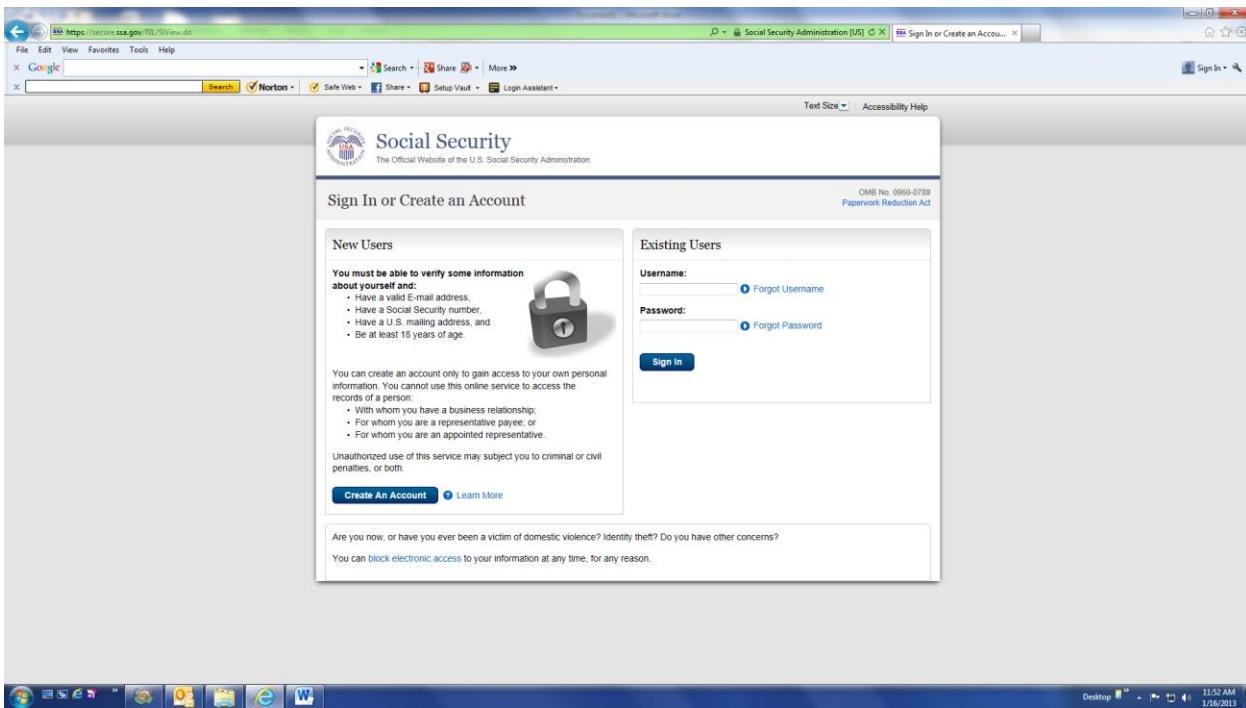 https://secure.ssa.gov/RIL/SiView.do
Social Security Administration [US]
Sign In or Create an Accou...
File Edit View Favorites Tools Help
x Google Search Share More »
Sign In
x Search Norton Safe Web Share Setup Vault Login Assistant
Text Size Accessibility Help
Social Security
The Official Website of the U.S. Social Security Administration
Sign In or Create an Account
OMB No. 0960-0789
Paperwork Reduction Act
New Users
You must be able to verify some information
about yourself and:
• Have a valid E-mail address,
• Have a Social Security number,
• Have a U.S. mailing address, and
• Be at least 18 years of age.
You can create an account only to gain access to your own personal
information. You cannot use this online service to access the
records of a person:
• With whom you have a business relationship;
• For whom you are a representative payee; or
• For whom you are an appointed representative.
Unauthorized use of this service may subject you to criminal or civil
penalties, or both.
Create An Account Learn More
Existing Users
Username:
Forgot Username
Password:
Forgot Password
Sign In
Are you now, or have you ever been a victim of domestic violence? Identity theft? Do you have other concerns?
You can block electronic access to your information at any time, for any reason.
Desktop »
11:52 AM
1/16/2013